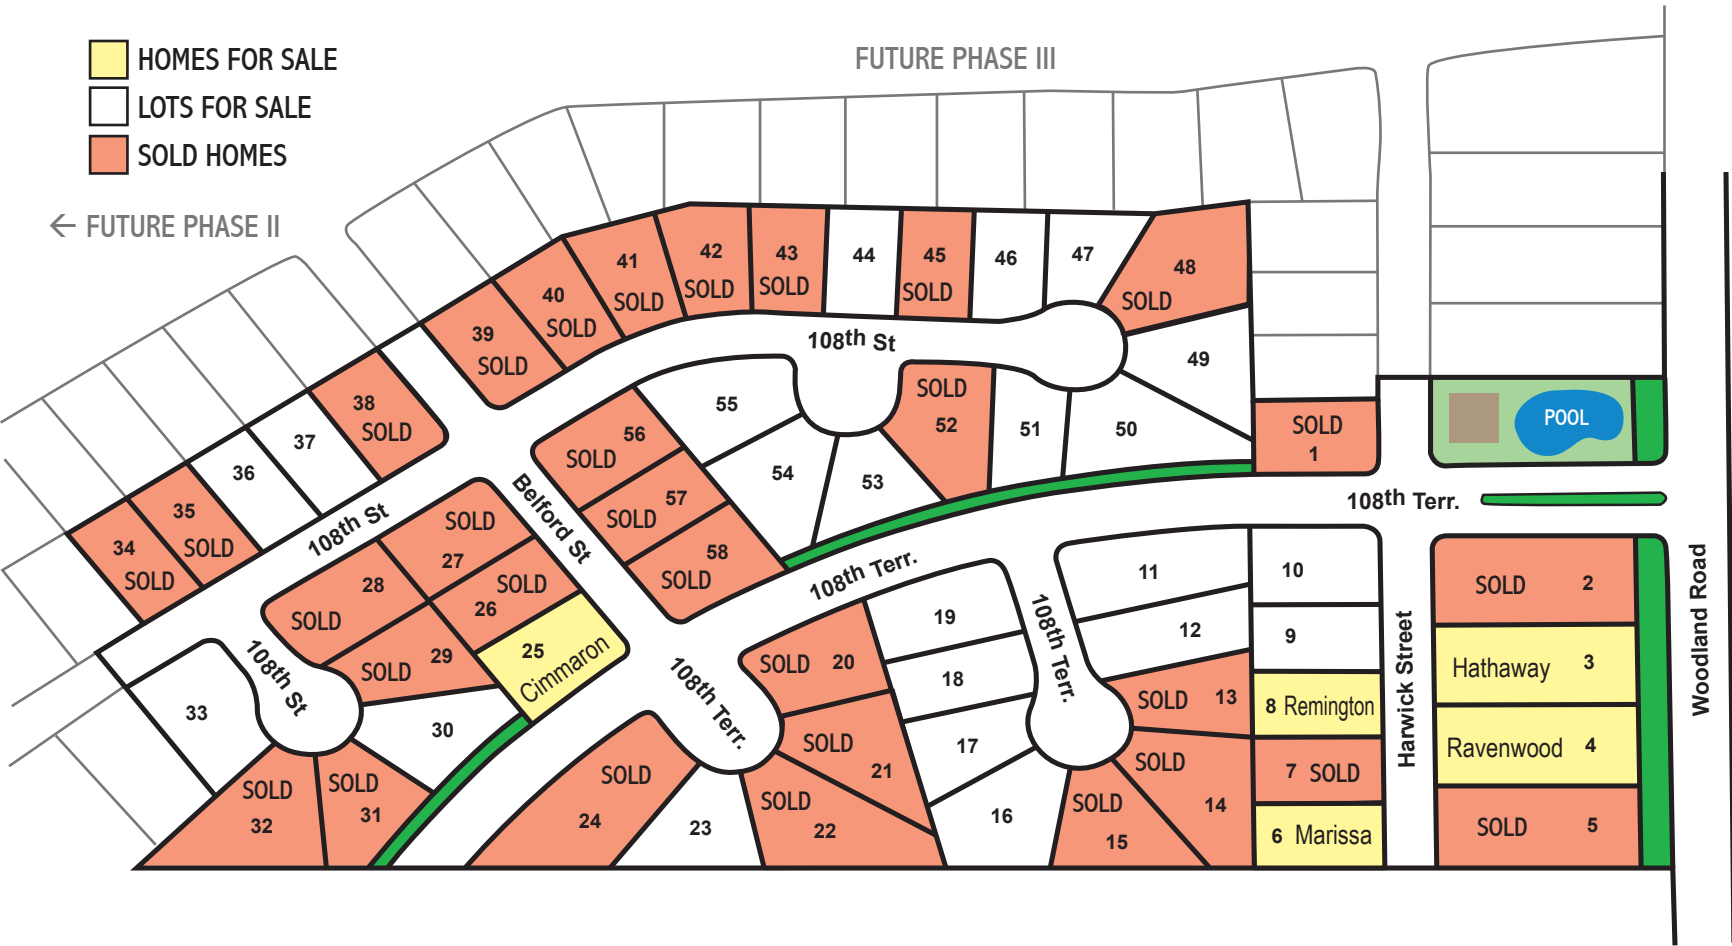 HOMES FOR SALE
LOTS FOR SALE
SOLD HOMES
FUTURE PHASE III
← FUTURE PHASE II
41
SOLD
42
SOLD
43
SOLD
44
45
SOLD
46
47
48
SOLD
40
SOLD
39
SOLD
38
SOLD
37
36
35
SOLD
34
SOLD
108th St
49
50
51
SOLD
52
53
54
55
56
SOLD
57
SOLD
58
SOLD
SOLD
1
POOL
108th Terr.
Belford St
108th St
SOLD
27
28
SOLD
SOLD
26
SOLD 29
25
Cimmaron
30
108th St
33
SOLD
32
SOLD
31
108th Terr.
108th Terr.
SOLD 20
SOLD
21
SOLD
22
23
SOLD
24
19
18
17
16
108th Terr.
11
12
SOLD 13
SOLD
14
SOLD
15
10
9
8 Remington
7 SOLD
6 Marissa
Harwick Street
SOLD 2
Hathaway 3
Ravenwood 4
SOLD 5
Woodland Road